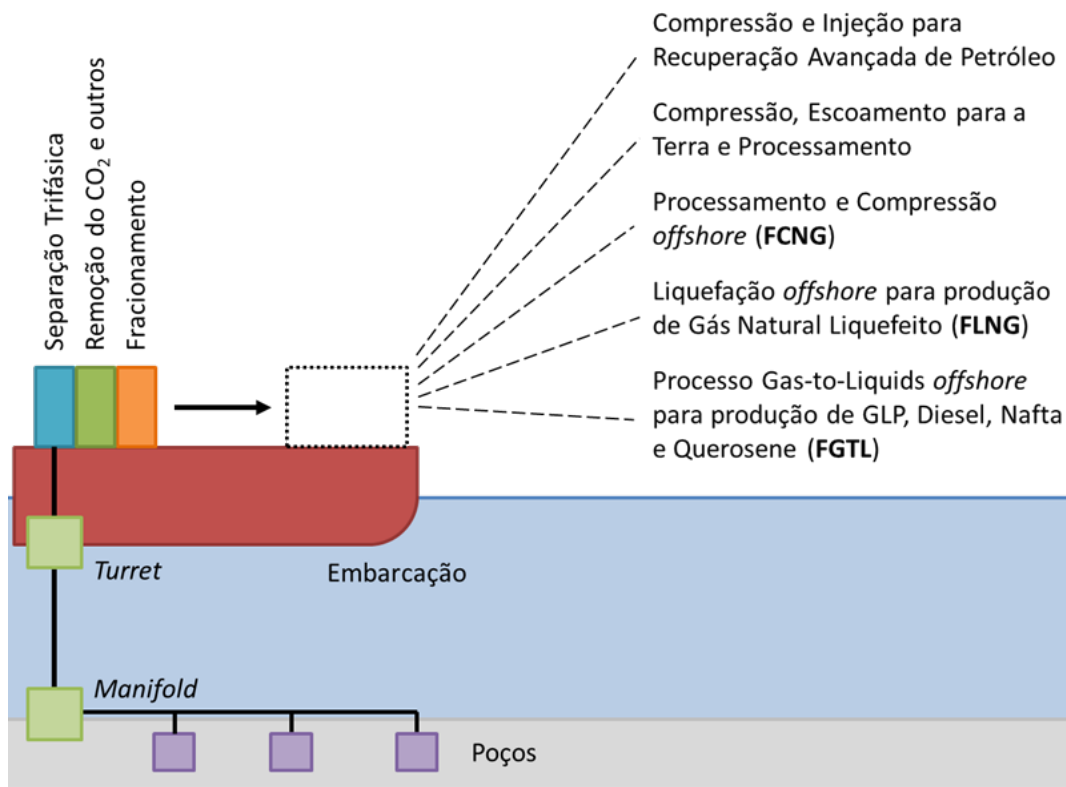 Separação Trifásica
Remoção do CO₂ e outros
Fracionamento
Compressão e Injeção para
Recuperação Avançada de Petróleo
Compressão, Escoamento para a
Terra e Processamento
Processamento e Compressão
offshore (FCNG)
Liquefação offshore para produção
de Gás Natural Liquefeito (FLNG)
Processo Gas-to-Liquids offshore
para produção de GLP, Diesel, Nafta
e Querosene (FGTL)
Turret
Embarcação
Manifold
Poços